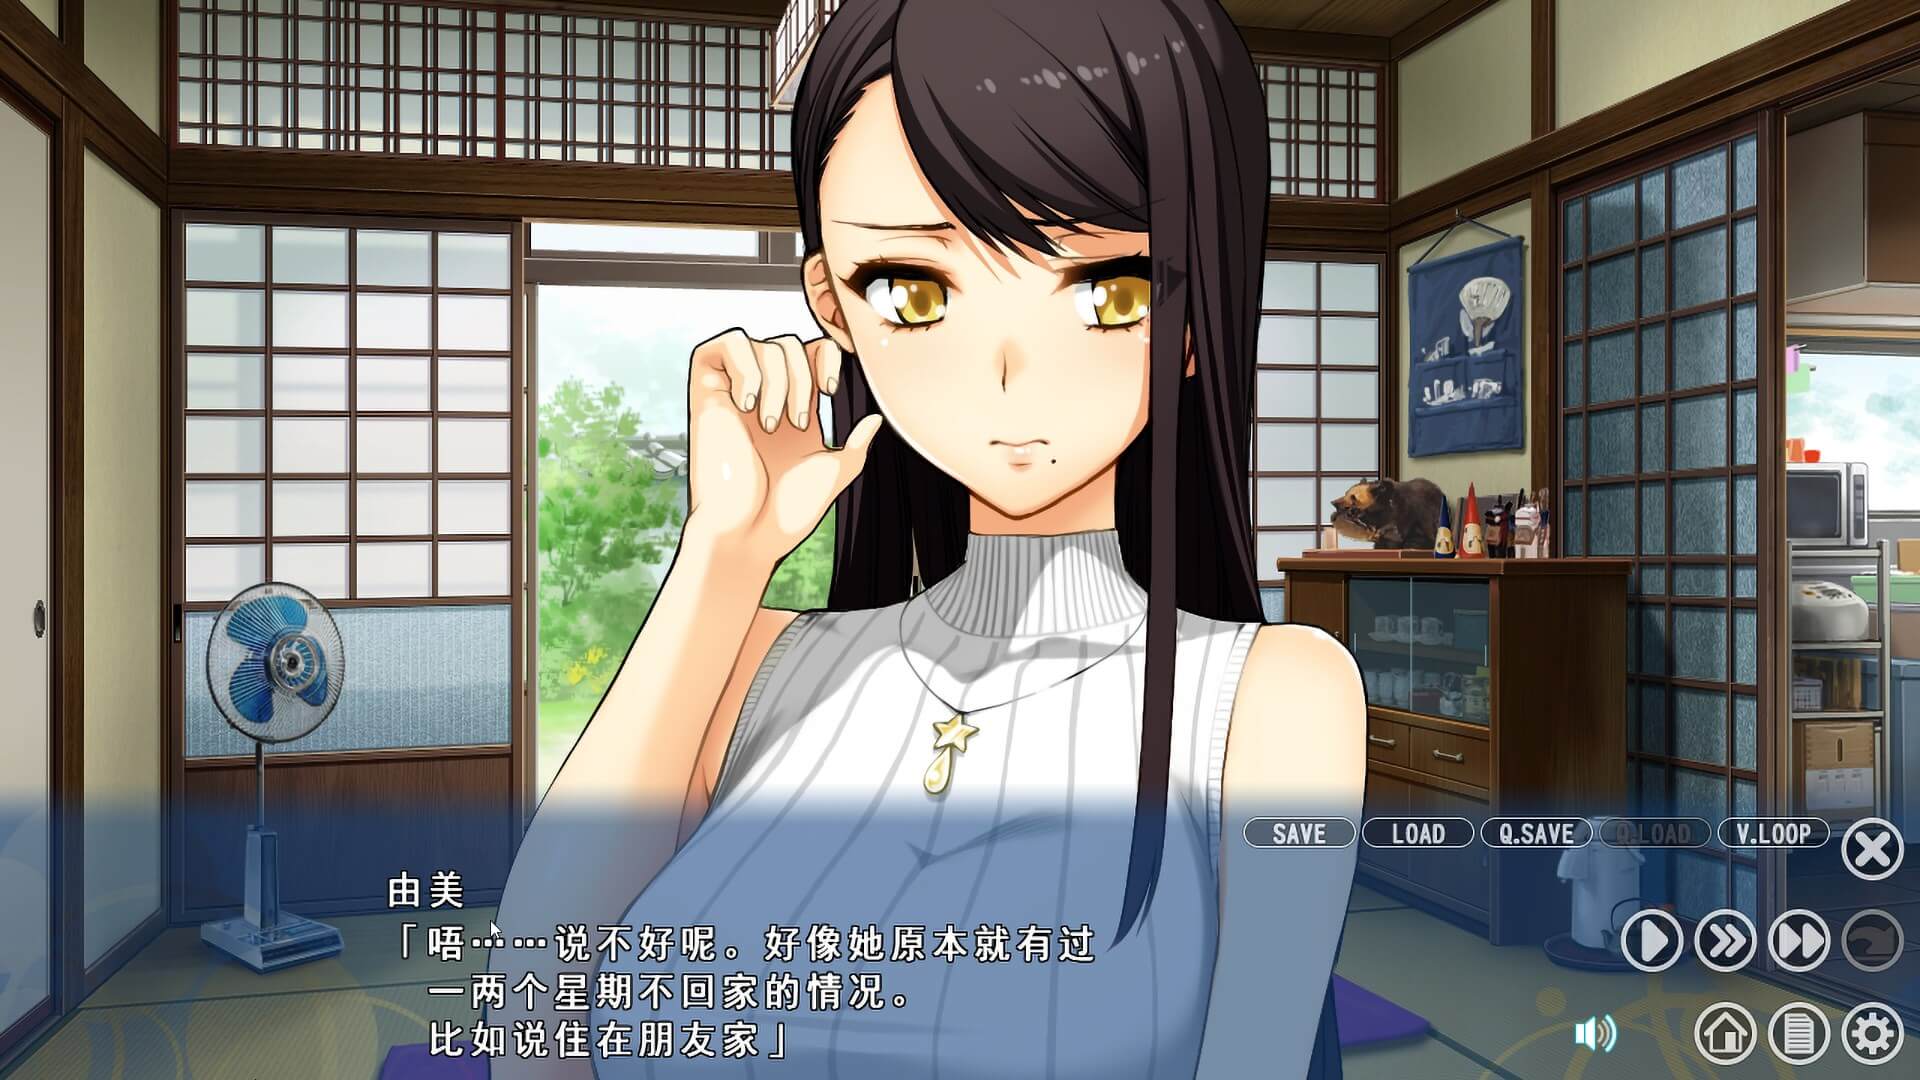 SAVE LOAD Q.SAVE Q.LOAD V.LOOP
由美
「唔……说不好呢。好像她原本就有过
一两个星期不回家的情况。
比如说住在朋友家」